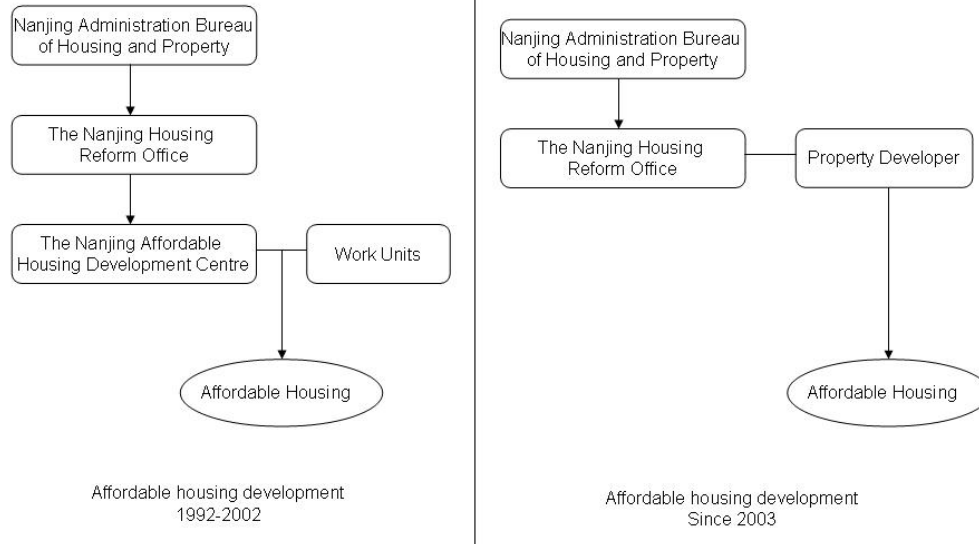 Nanjing Administration Bureau
of Housing and Property
The Nanjing Housing
Reform Office
The Nanjing Affordable
Housing Development Centre
Work Units
Affordable Housing
Affordable housing development
1992-2002
Nanjing Administration Bureau
of Housing and Property
The Nanjing Housing
Reform Office
Property Developer
Affordable Housing
Affordable housing development
Since 2003